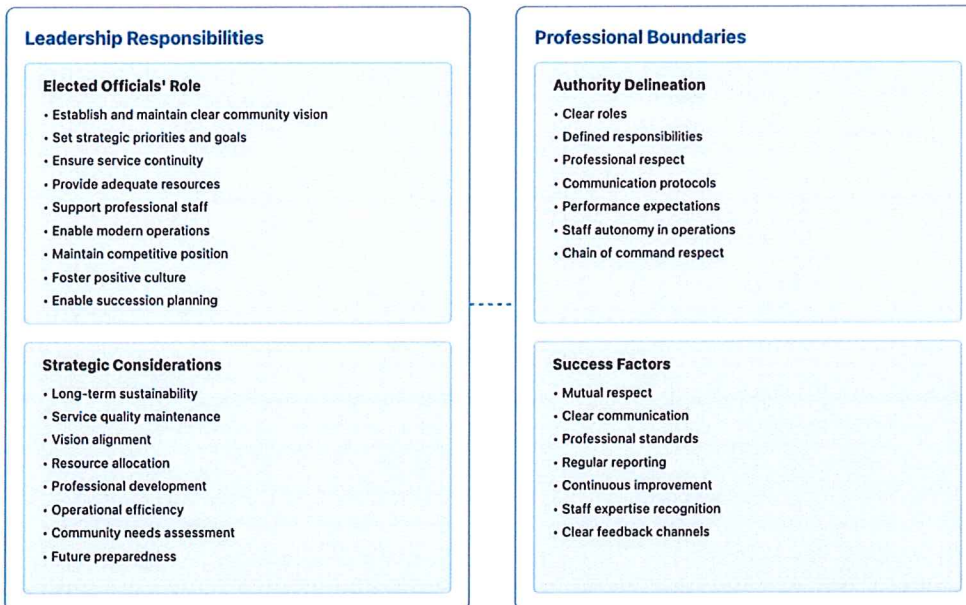 Leadership Responsibilities
Elected Officials' Role
• Establish and maintain clear community vision
• Set strategic priorities and goals
• Ensure service continuity
• Provide adequate resources
• Support professional staff
• Enable modern operations
• Maintain competitive position
• Foster positive culture
• Enable succession planning
Strategic Considerations
• Long-term sustainability
• Service quality maintenance
• Vision alignment
• Resource allocation
• Professional development
• Operational efficiency
• Community needs assessment
• Future preparedness
Professional Boundaries
Authority Delineation
• Clear roles
• Defined responsibilities
• Professional respect
• Communication protocols
• Performance expectations
• Staff autonomy in operations
• Chain of command respect
Success Factors
• Mutual respect
• Clear communication
• Professional standards
• Regular reporting
• Continuous improvement
• Staff expertise recognition
• Clear feedback channels